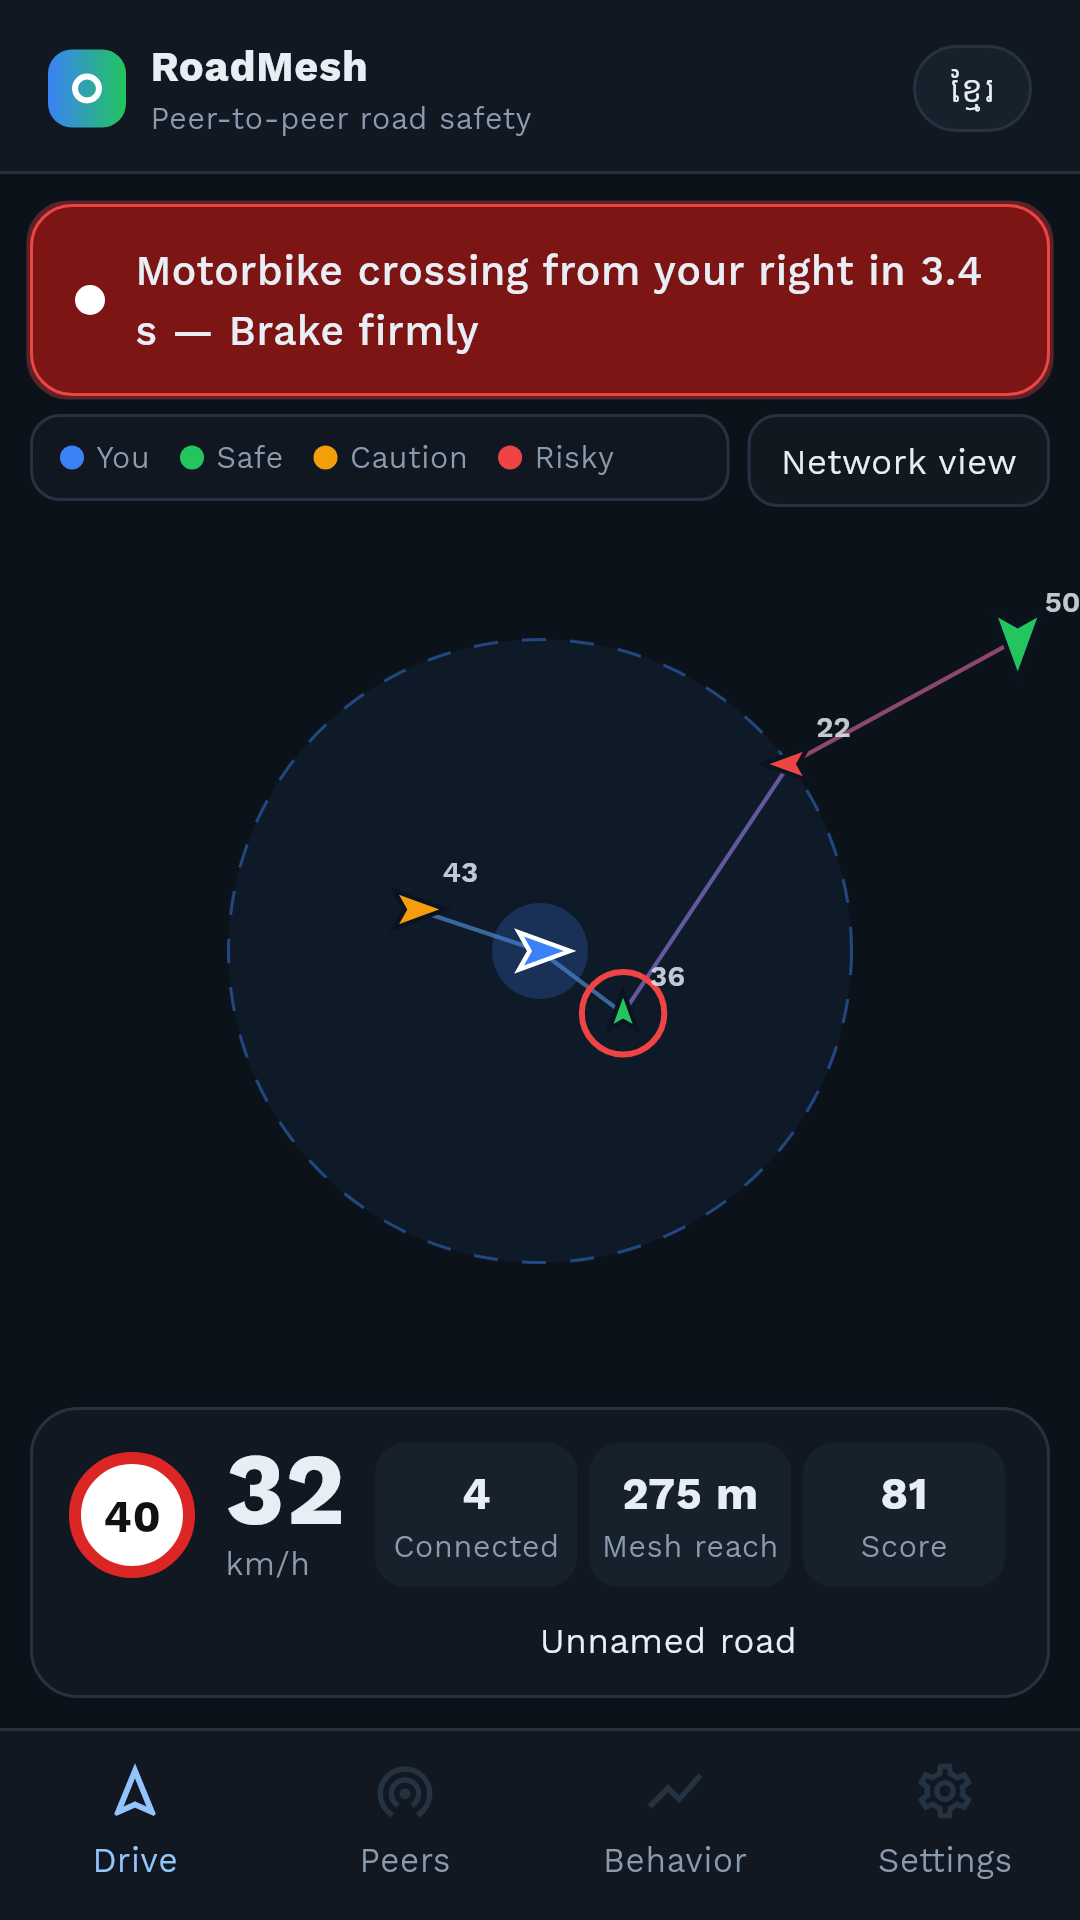 RoadMesh
Peer-to-peer road safety
ខ្មែរ
Motorbike crossing from your right in 3.4
s — Brake firmly
You Safe Caution Risky
Network view
50
22
43
36
40
32
km/h
4
Connected
275 m
Mesh reach
81
Score
Unnamed road
Drive
Peers
Behavior
Settings